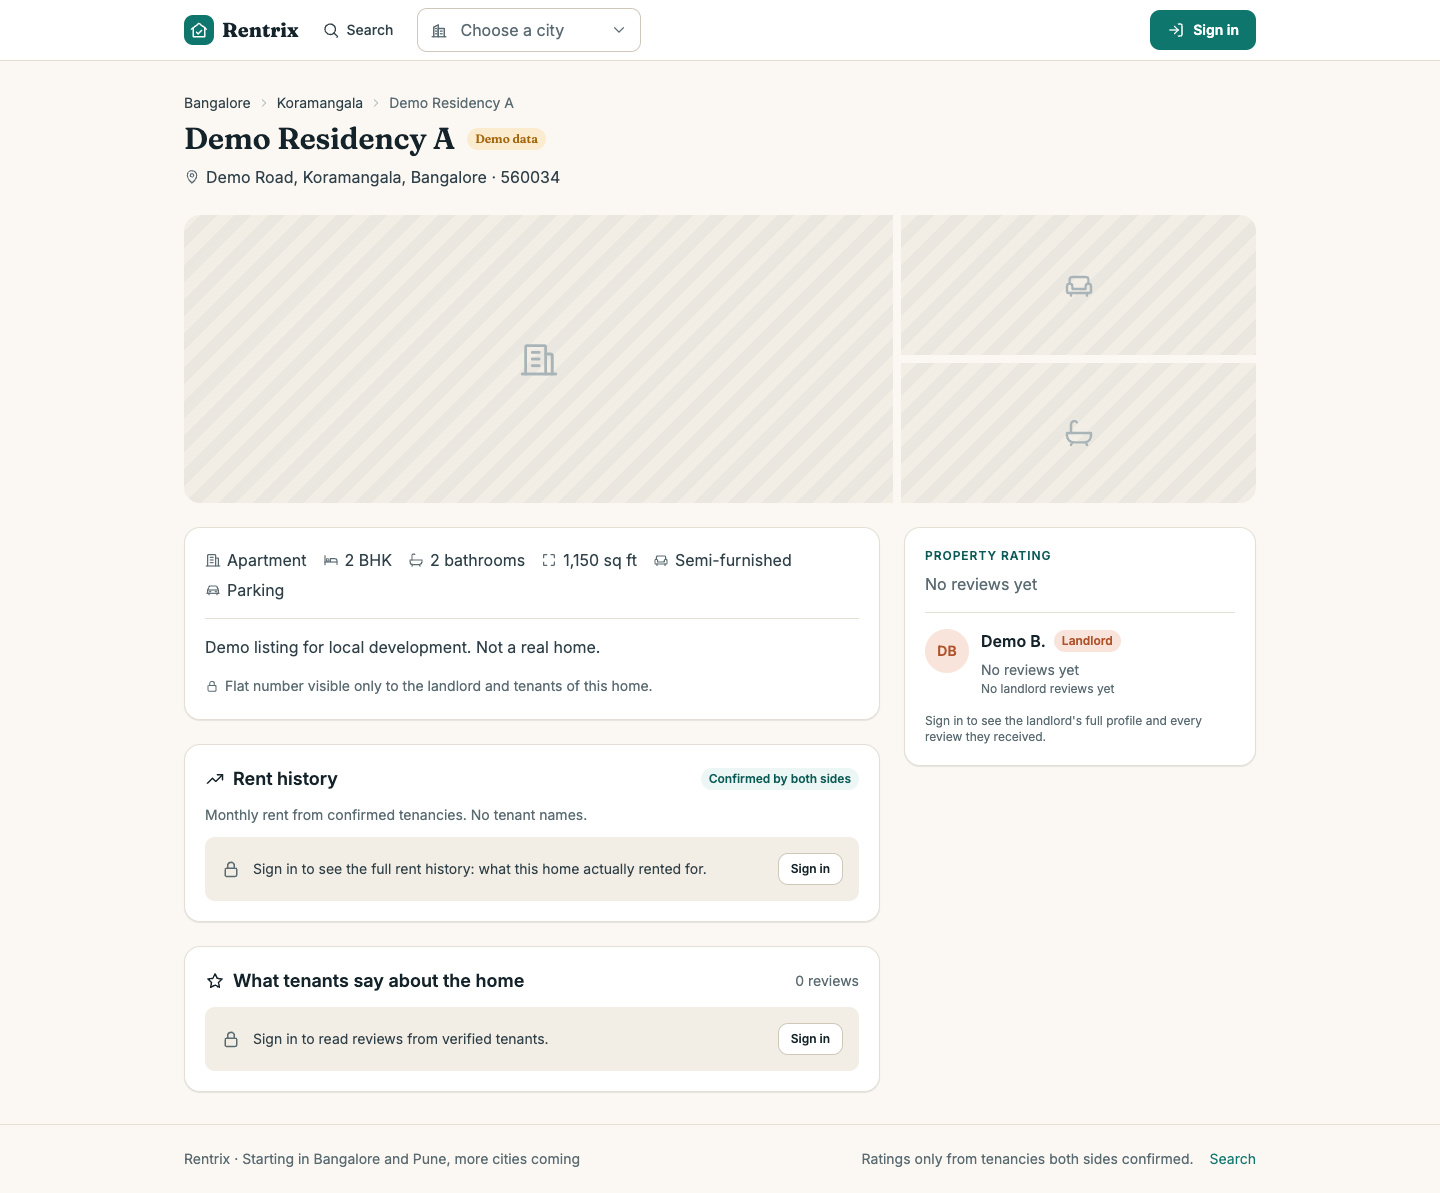 Rentrix
Search
Choose a city
Sign in
Bangalore
Koramangala
Demo Residency A
Demo Residency A
Demo data
Demo Road, Koramangala, Bangalore · 560034
Apartment
2 BHK
2 bathrooms
1,150 sq ft
Semi-furnished
Parking
Demo listing for local development. Not a real home.
Flat number visible only to the landlord and tenants of this home.
Rent history
Confirmed by both sides
Monthly rent from confirmed tenancies. No tenant names.
Sign in to see the full rent history: what this home actually rented for.
Sign in
What tenants say about the home
0 reviews
Sign in to read reviews from verified tenants.
Sign in
PROPERTY RATING
No reviews yet
DB
Demo B.
Landlord
No reviews yet
No landlord reviews yet
Sign in to see the landlord's full profile and every
review they received.
Rentrix · Starting in Bangalore and Pune, more cities coming
Ratings only from tenancies both sides confirmed.
Search